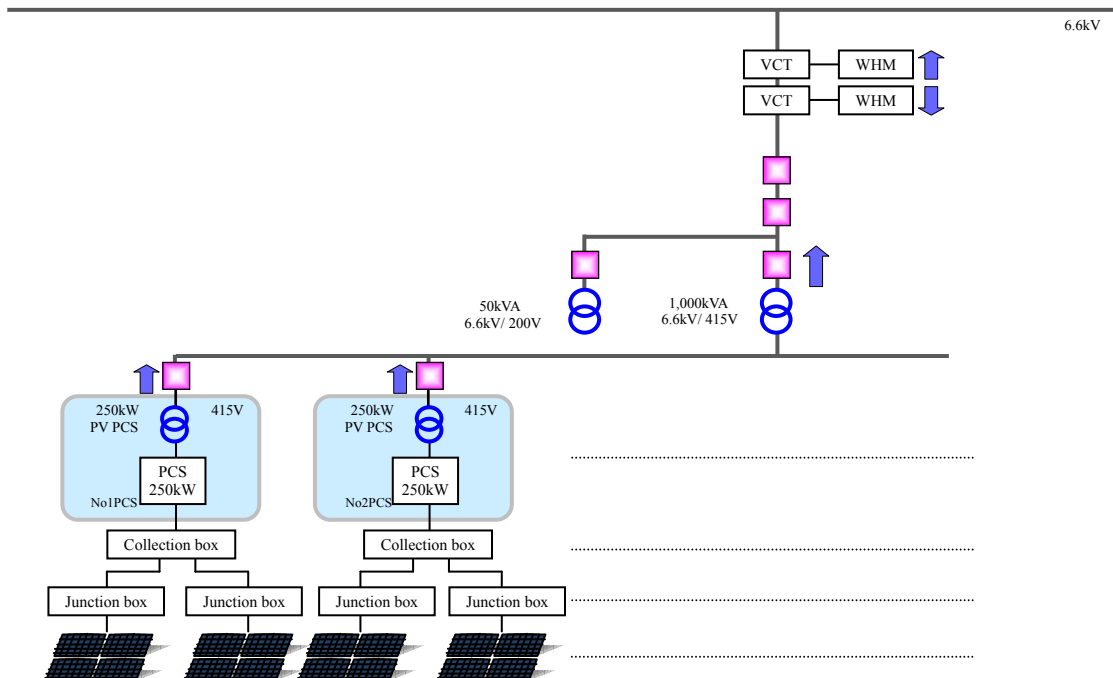 6.6kV
VCT
WHM
VCT
WHM
50kVA
6.6kV/ 200V
1,000kVA
6.6kV/ 415V
250kW
PV PCS
415V
PCS
250kW
No1PCS
250kW
PV PCS
415V
PCS
250kW
No2PCS
Collection box
Collection box
Junction box
Junction box
Junction box
Junction box